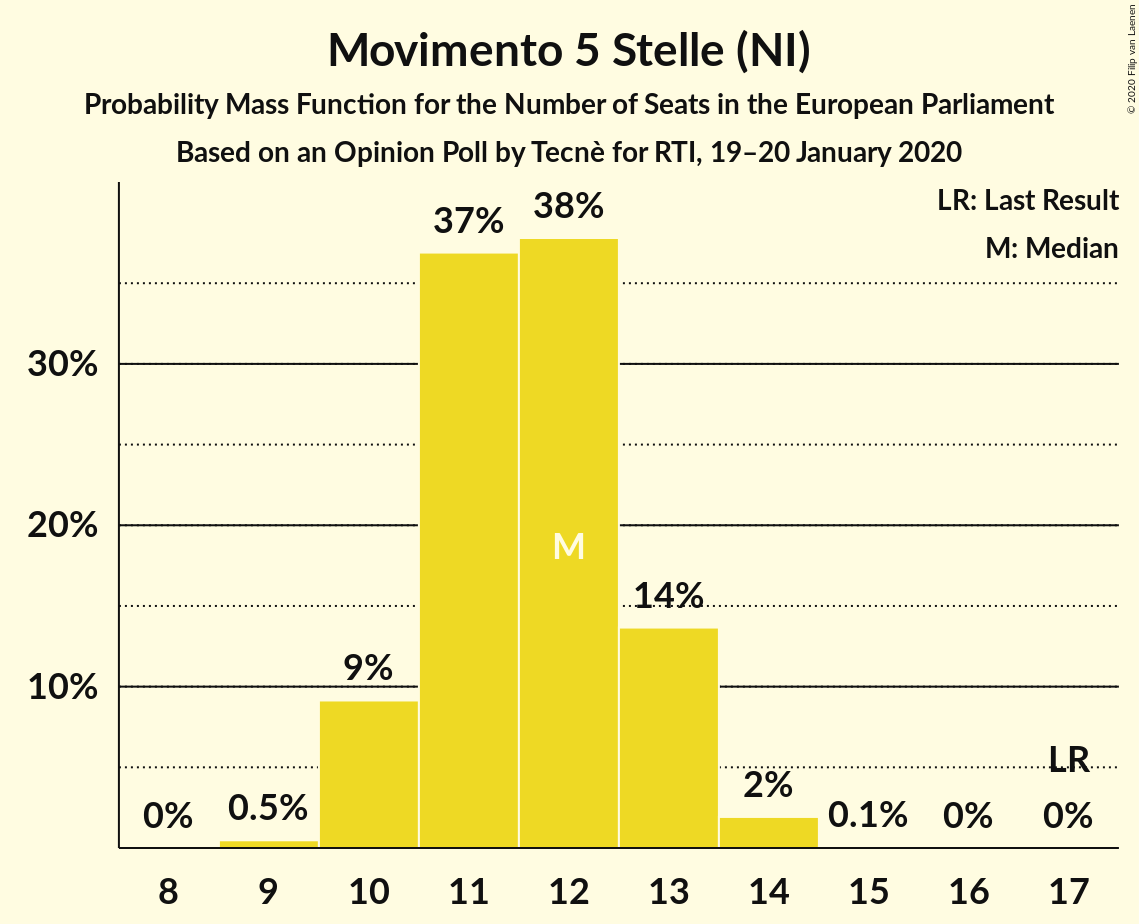 Movimento 5 Stelle (NI)
Probability Mass Function for the Number of Seats in the European Parliament
Based on an Opinion Poll by Tecnè for RTI, 19–20 January 2020
© 2020 Filip van Laenen
LR: Last Result
M: Median
37%
38%
30%
20%
M
14%
9%
10%
LR
2%
0%
0.5%
0.1%
0%
0%
8
9
10
11
12
13
14
15
16
17